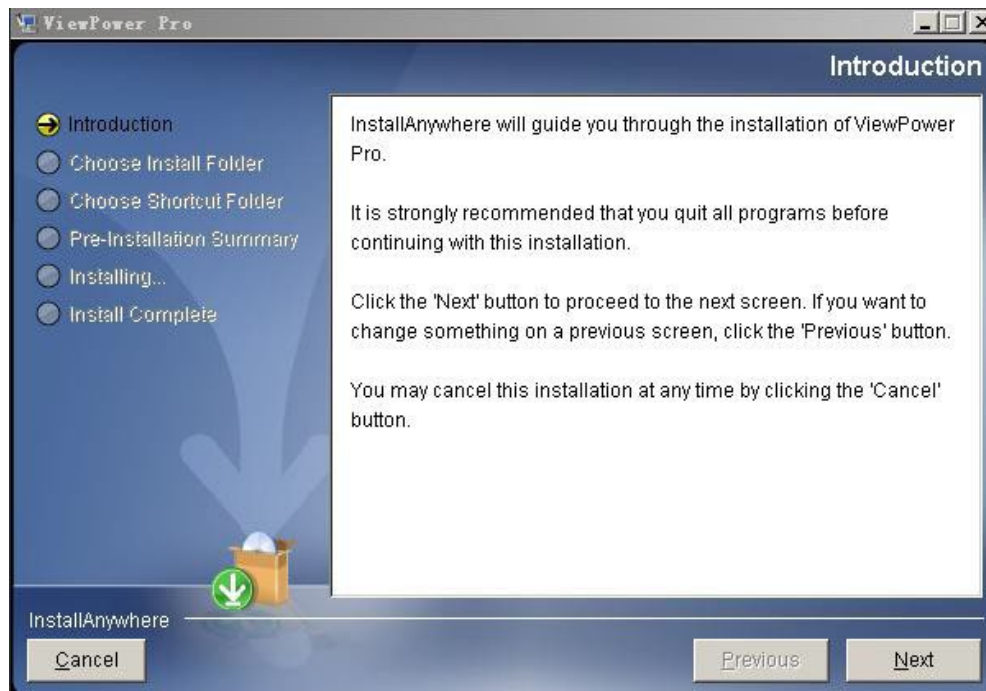 ViewPower Pro
Introduction
Introduction
Choose Install Folder
Choose Shortcut Folder
Pre-Installation Summary
Installing...
Install Complete
InstallAnywhere will guide you through the installation of ViewPower
Pro.
It is strongly recommended that you quit all programs before
continuing with this installation.
Click the 'Next' button to proceed to the next screen. If you want to
change something on a previous screen, click the 'Previous' button.
You may cancel this installation at any time by clicking the 'Cancel'
button.
InstallAnywhere
Cancel
Previous
Next